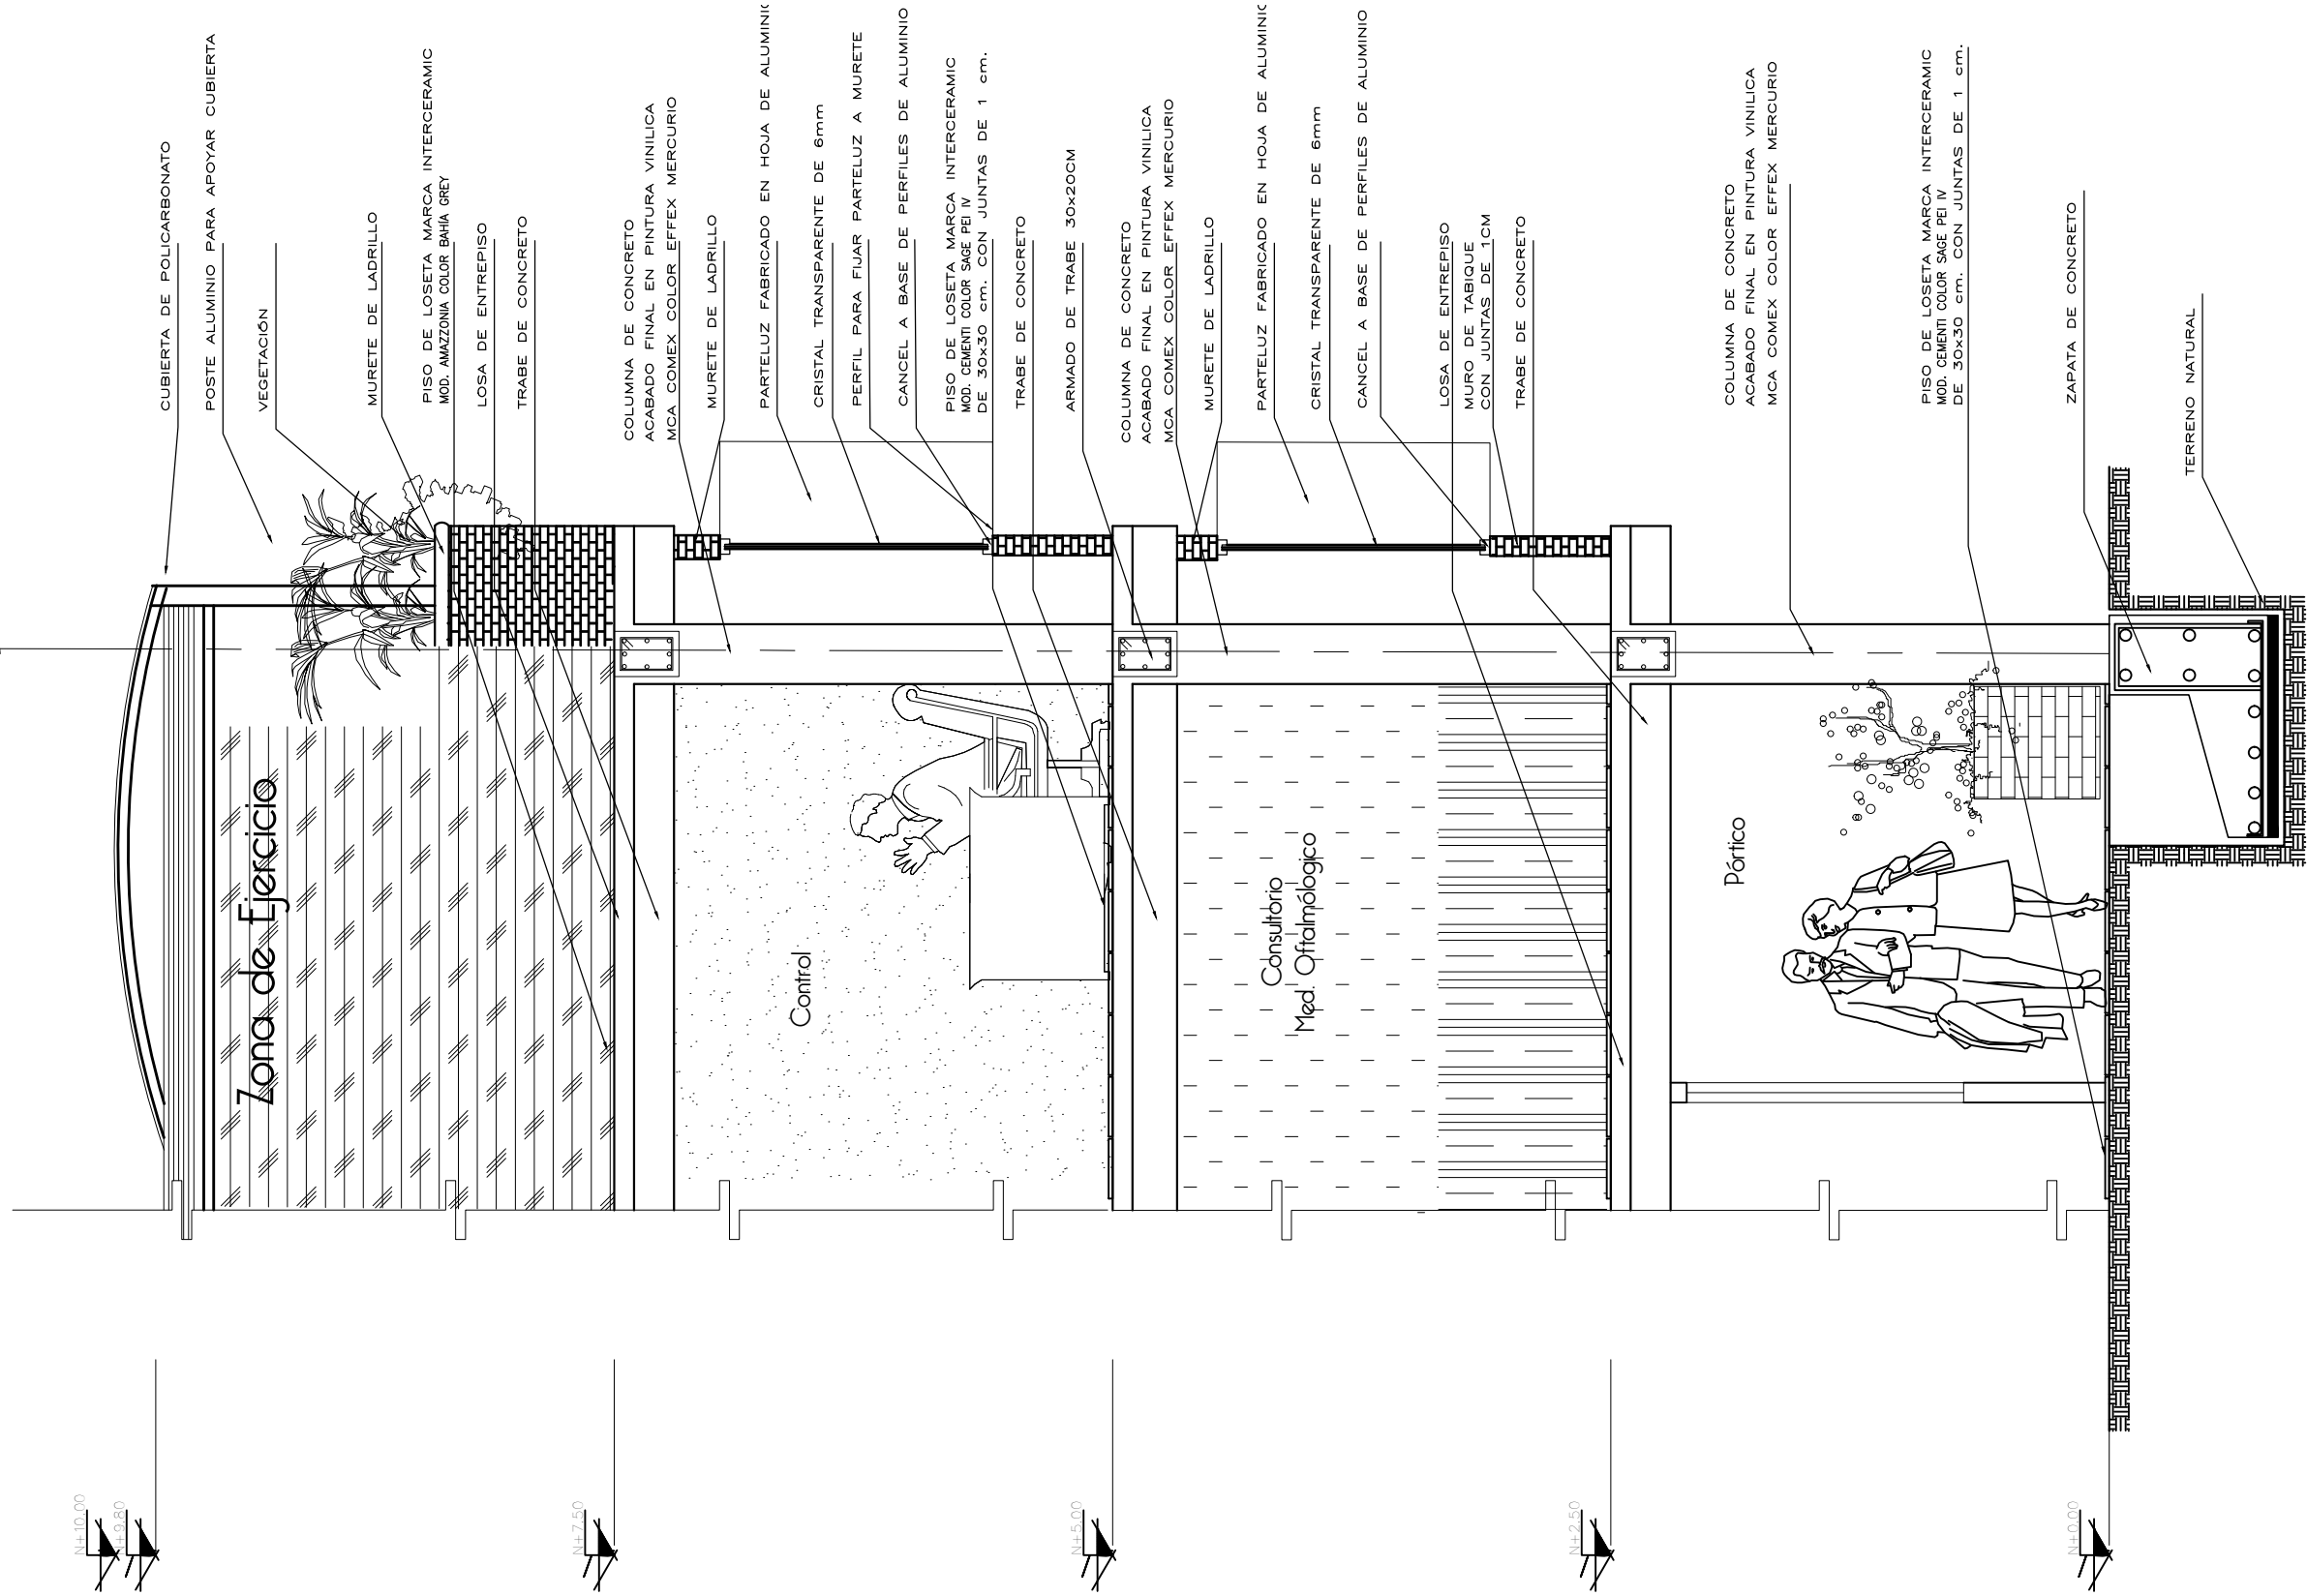 CUBIERTA DE POLICARBONATO
POSTE ALUMINIO PARA APOYAR CUBIERTA
VEGETACIÓN
MURETE DE LADRILLO
PISO DE LOSETA MARCA INTERCERAMIC
MOD. AMAZZONIA COLOR BAHÍA GREY
LOSA DE ENTREPISO
TRABE DE CONCRETO
COLUMNA DE CONCRETO
ACABADO FINAL EN PINTURA VINILICA
MCA COMEX COLOR EFFEX MERCURIO
MURETE DE LADRILLO
PARTELUZ FABRICADO EN HOJA DE ALUMINIO
CRISTAL TRANSPARENTE DE 6mm
PERFIL PARA FIJAR PARTELUZ A MURETE
CANCEL A BASE DE PERFILES DE ALUMINIO
PISO DE LOSETA MARCA INTERCERAMIC
MOD. CEMENTI COLOR SAGE PEI IV
DE 30x30 cm. CON JUNTAS DE 1 cm.
TRABE DE CONCRETO
ARMADO DE TRABE 30x20CM
COLUMNA DE CONCRETO
ACABADO FINAL EN PINTURA VINILICA
MCA COMEX COLOR EFFEX MERCURIO
MURETE DE LADRILLO
PARTELUZ FABRICADO EN HOJA DE ALUMINIO
CRISTAL TRANSPARENTE DE 6mm
CANCEL A BASE DE PERFILES DE ALUMINIO
LOSA DE ENTREPISO
MURO DE TABIQUE
CON JUNTAS DE 1CM
TRABE DE CONCRETO
COLUMNA DE CONCRETO
ACABADO FINAL EN PINTURA VINILICA
MCA COMEX COLOR EFFEX MERCURIO
PISO DE LOSETA MARCA INTERCERAMIC
MOD. CEMENTI COLOR SAGE PEI IV
DE 30x30 cm. CON JUNTAS DE 1 cm.
ZAPATA DE CONCRETO
TERRENO NATURAL
Zona de Ejercicio
Control
Consultorio
Med. Oftalmólogico
Pórtico
N+10.00
N+9.80
N+7.50
N+5.00
N+2.50
N+0.00